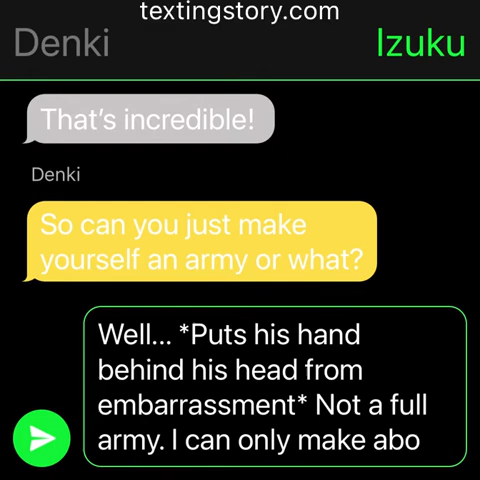 textingstory.com
Denki
Izuku
That's incredible!
Denki
So can you just make
yourself an army or what?
Well... *Puts his hand
behind his head from
embarrassment* Not a full
army. I can only make abo